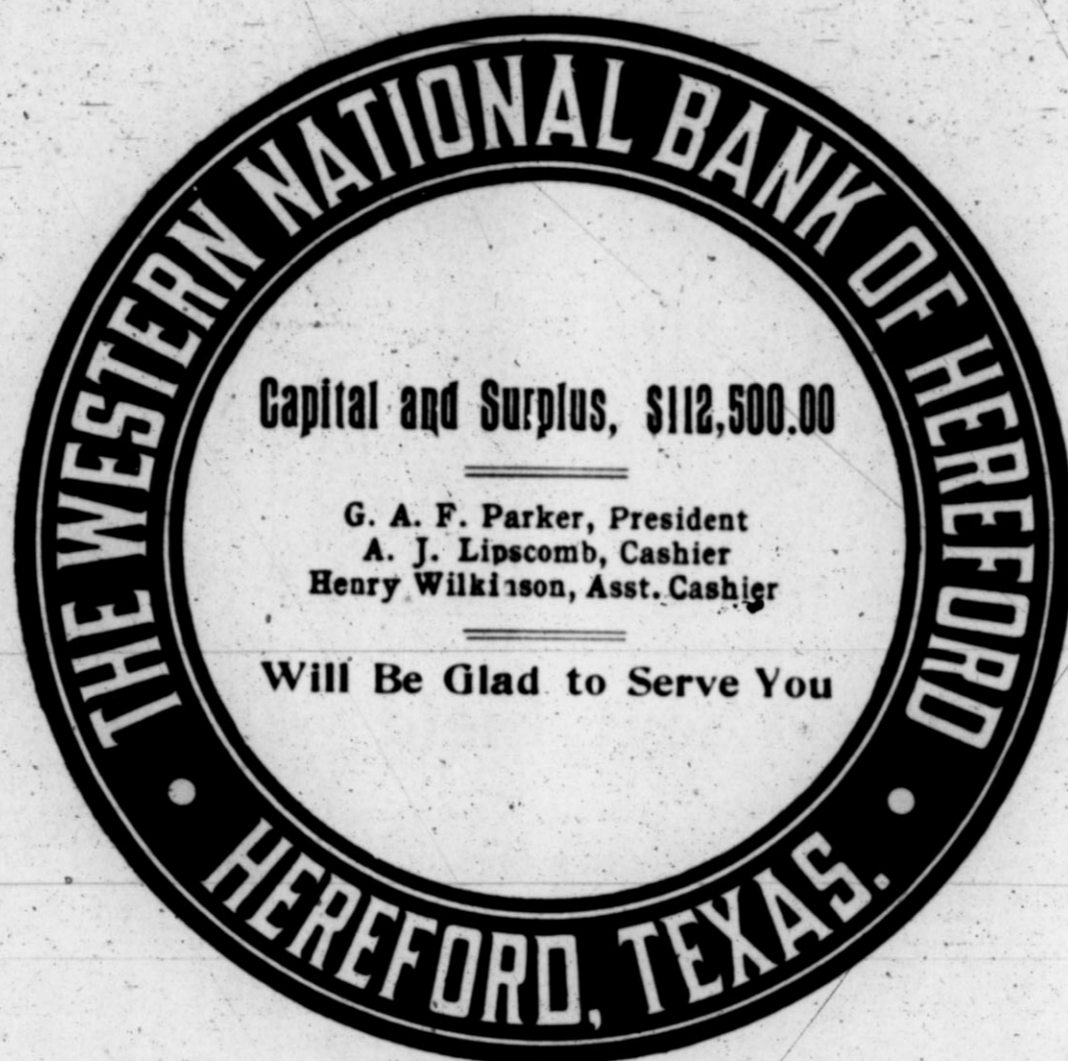 THE WESTERN NATIONAL BANK OF HEREFORD
Capital and Surplus, $112,500.00
G. A. F. Parker, President
A. J. Lipscomb, Cashier
Henry Wilkinson, Asst. Cashier
Will Be Glad to Serve You
HEREFORD, TEXAS.